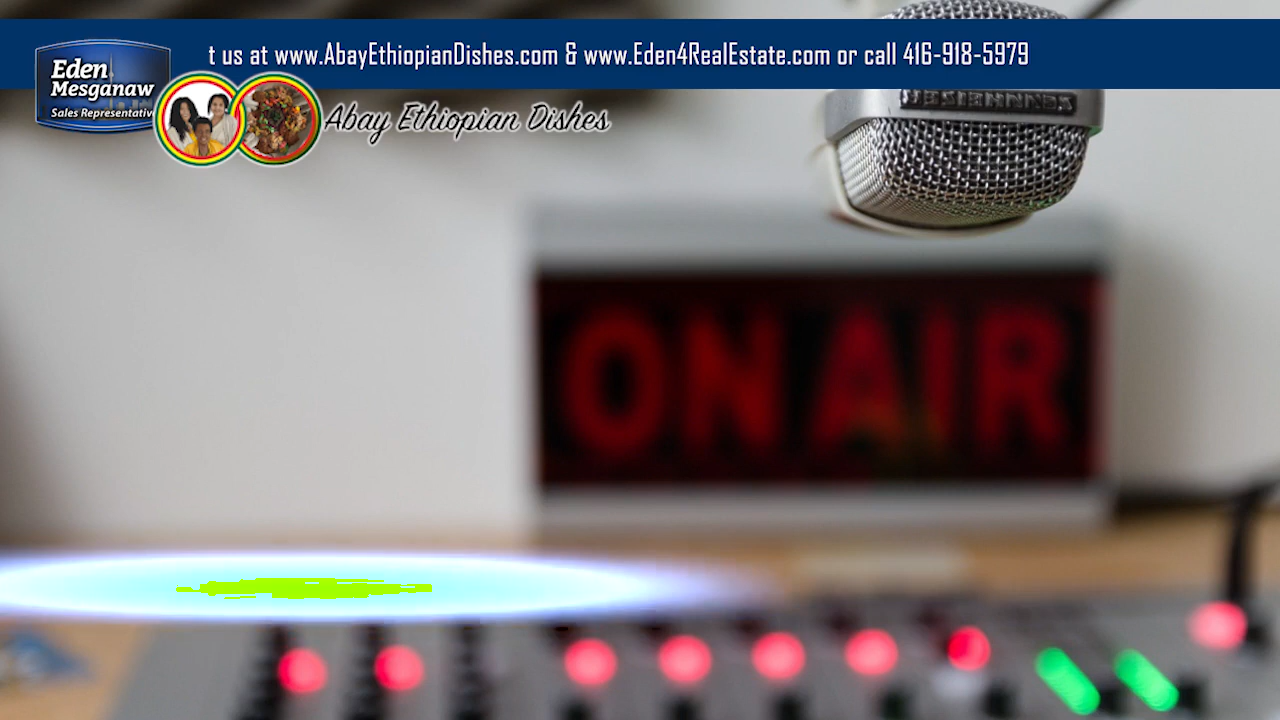 t us at www.AbayEthiopianDishes.com & www.Eden4RealEstate.com or call 416-918-5979
Eden
Mesganaw
Sales Representative
Abay Ethiopian Dishes
ON AIR